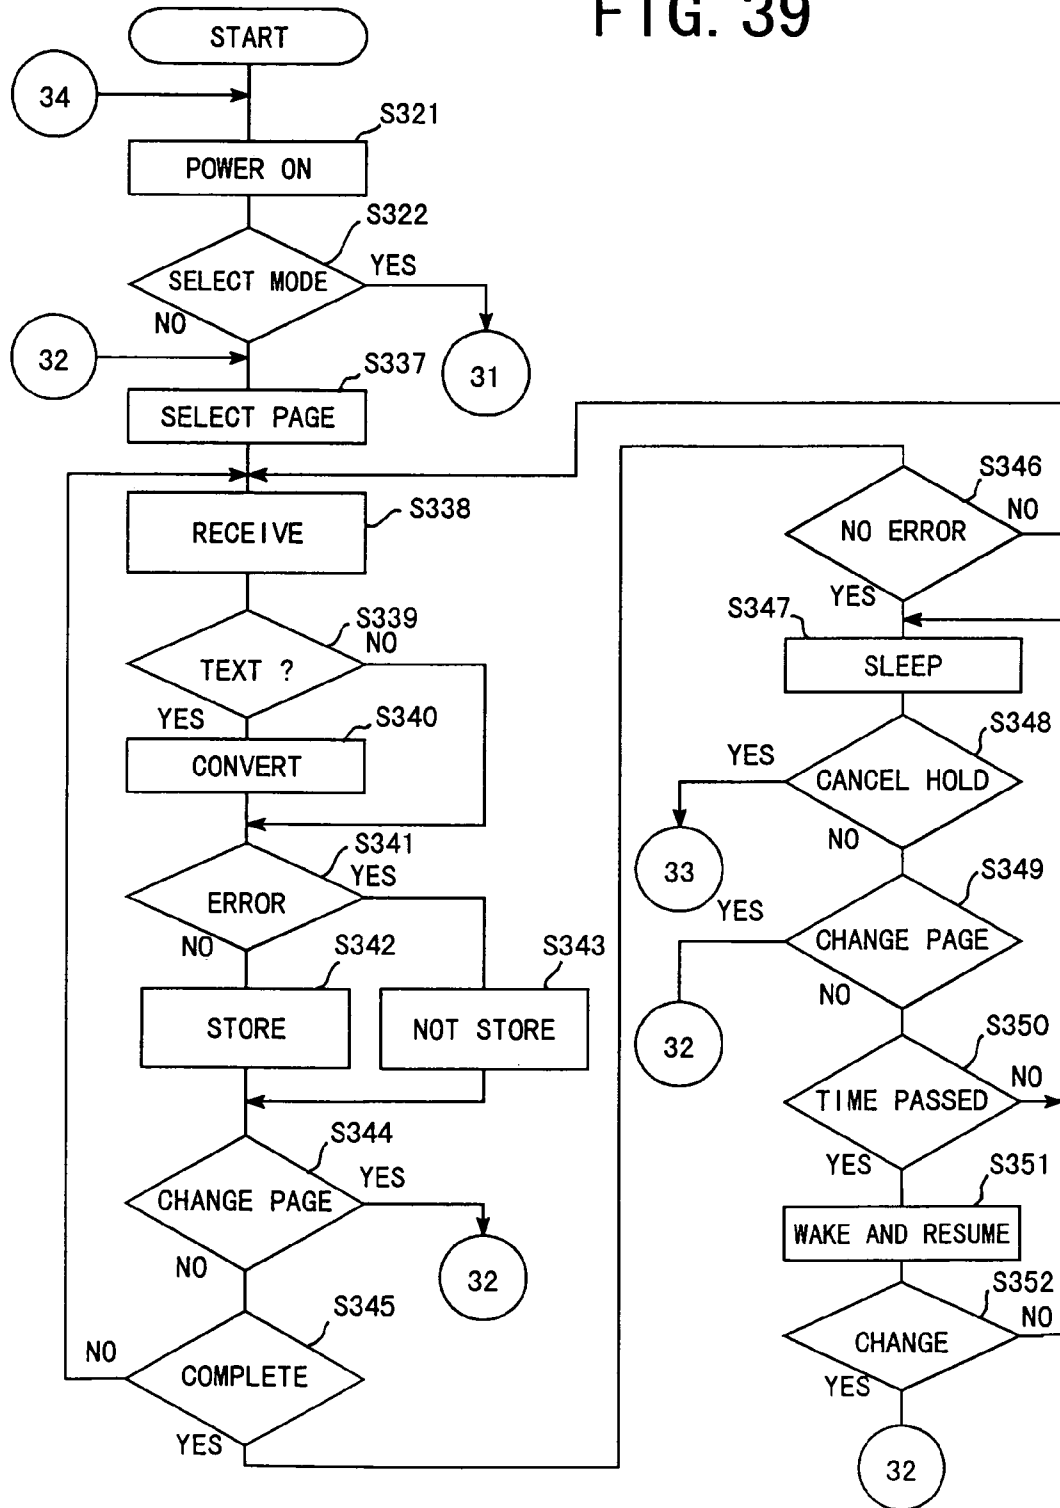 FIG. 39
START
34
S321
POWER ON
S322
SELECT MODE
YES
NO
32
31
S337
SELECT PAGE
S338
RECEIVE
S339
NO
TEXT ?
YES
S340
CONVERT
S341
YES
ERROR
NO
S342
S343
STORE
NOT STORE
S344
YES
CHANGE PAGE
NO
32
S345
NO
COMPLETE
YES
S346
NO
NO ERROR
YES
S347
SLEEP
S348
YES
CANCEL HOLD
NO
33
S349
YES
CHANGE PAGE
NO
32
S350
NO
TIME PASSED
YES
S351
WAKE AND RESUME
S352
NO
CHANGE
YES
32